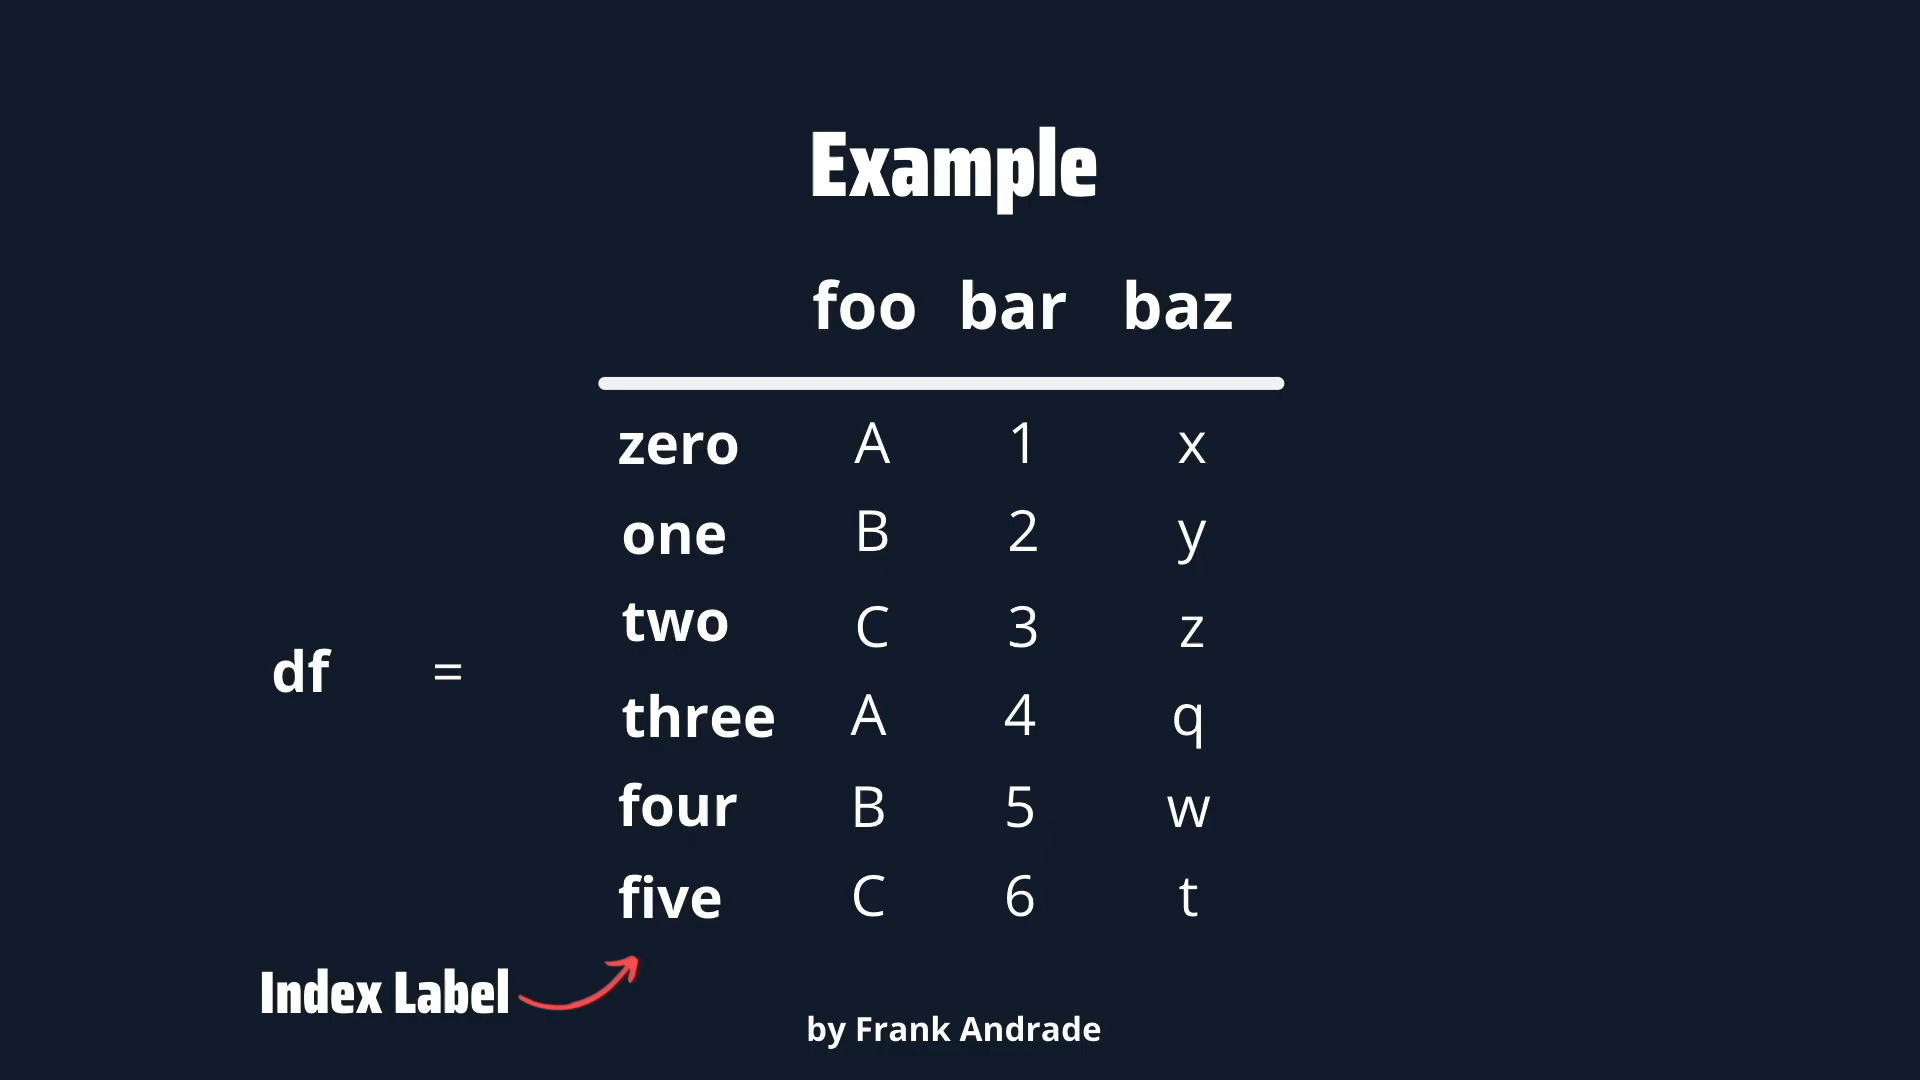 Example
foo bar baz
zero A 1 x
one B 2 y
two C 3 z
df =
three A 4 q
four B 5 w
five C 6 t
Index Label
by Frank Andrade